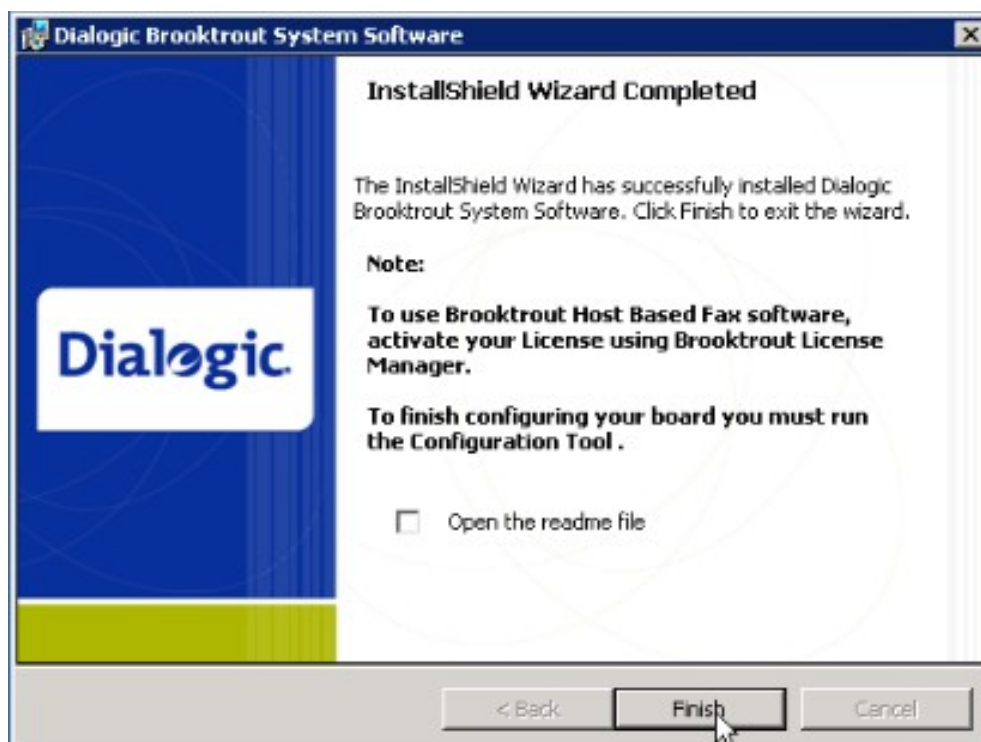 Dialogic Brooktrout System Software
InstallShield Wizard Completed
The InstallShield Wizard has successfully installed Dialogic
Brooktrout System Software. Click Finish to exit the wizard.
Note:
To use Brooktrout Host Based Fax software,
activate your License using Brooktrout License
Manager.
To finish configuring your board you must run
the Configuration Tool .
Dialogic.
Open the readme file
< Back
Finish
Cancel